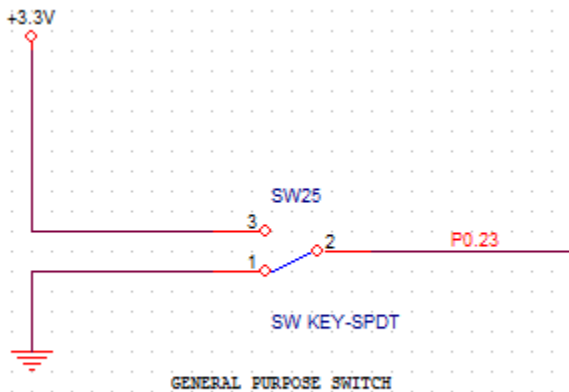 +3.3V
SW25
3
2
P0.23
1
SW KEY-SPDT
GENERAL PURPOSE SWITCH